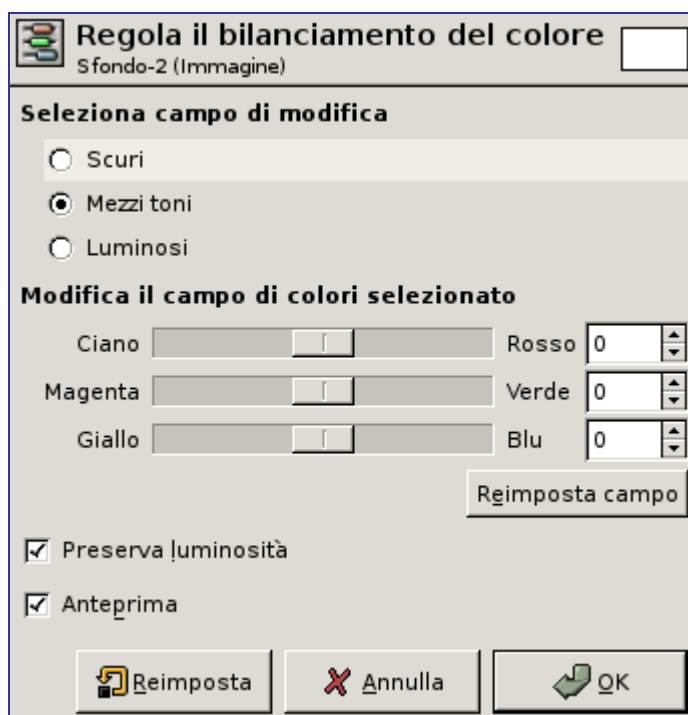 Regola il bilanciamento del colore
Sfondo-2 (Immagine)
Seleziona campo di modifica
Scuri
Mezzi toni
Luminosi
Modifica il campo di colori selezionato
Ciano Rosso 0
Magenta Verde 0
Giallo Blu 0
Reimposta campo
Preserva luminosità
Anteprima
Reimposta Annulla OK